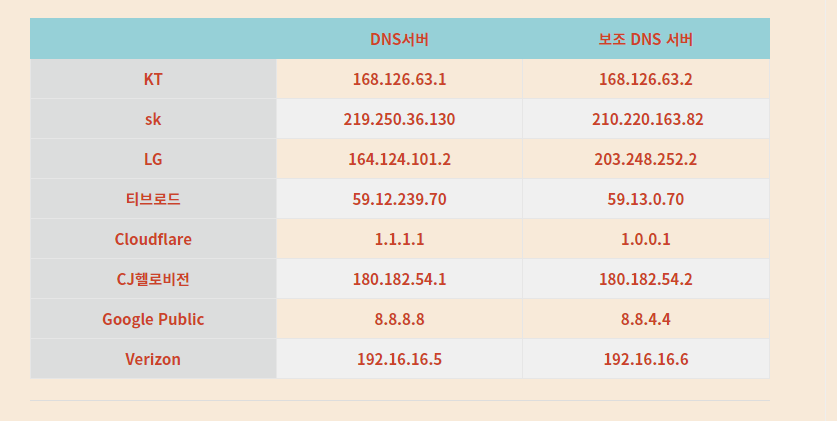 DNS서버 보조 DNS 서버
KT 168.126.63.1 168.126.63.2
sk 219.250.36.130 210.220.163.82
LG 164.124.101.2 203.248.252.2
티브로드 59.12.239.70 59.13.0.70
Cloudflare 1.1.1.1 1.0.0.1
CJ헬로비전 180.182.54.1 180.182.54.2
Google Public 8.8.8.8 8.8.4.4
Verizon 192.16.16.5 192.16.16.6